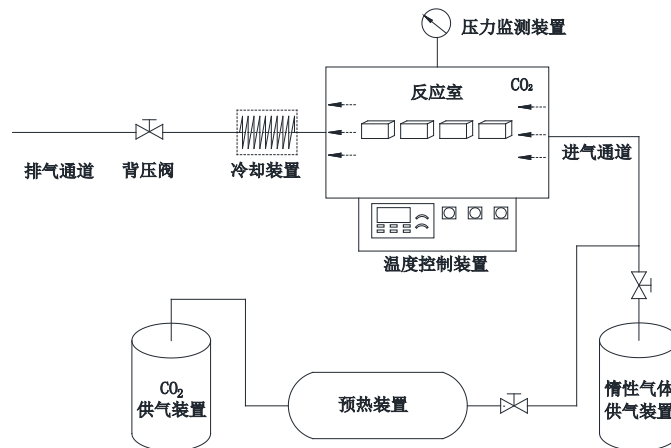 压力监测装置
反应室
CO₂
排气通道
背压阀
冷却装置
进气通道
温度控制装置
CO₂
供气装置
预热装置
惰性气体
供气装置